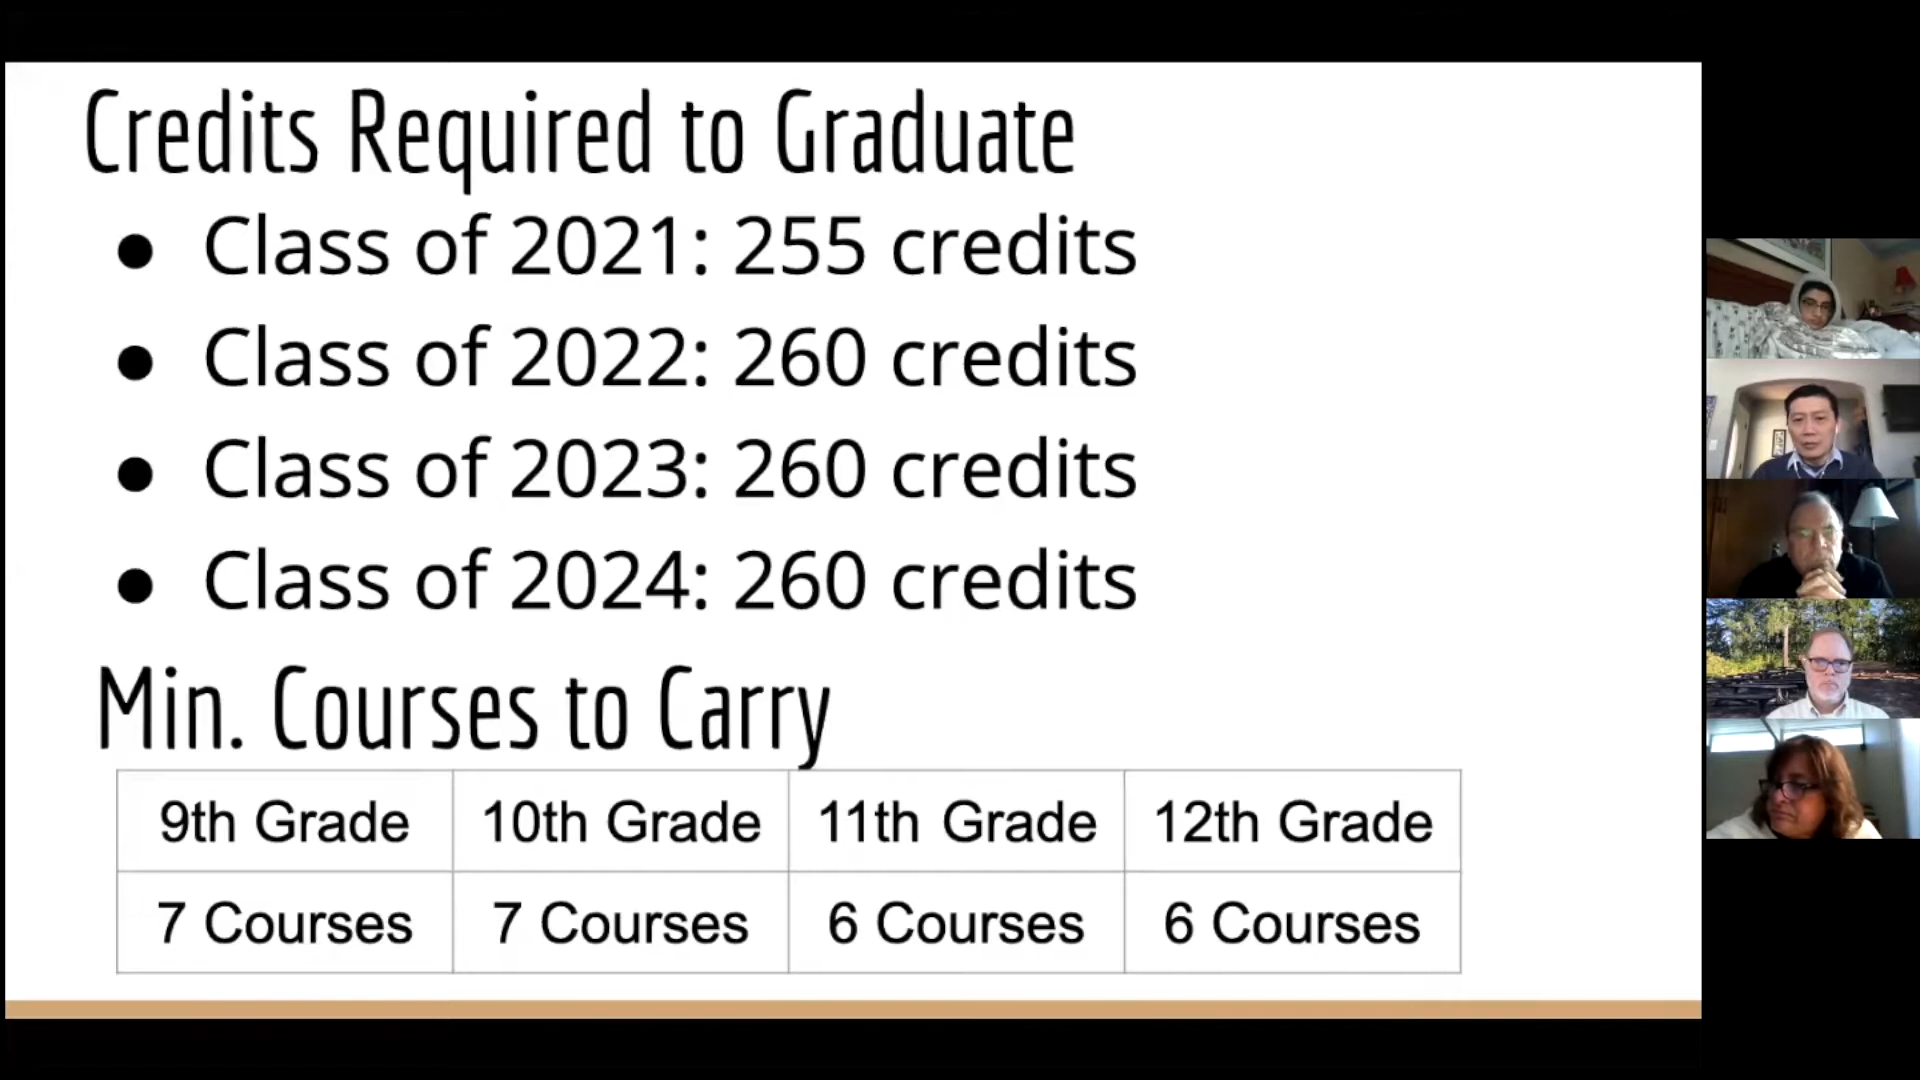 Credits Required to Graduate
● Class of 2021: 255 credits
● Class of 2022: 260 credits
● Class of 2023: 260 credits
● Class of 2024: 260 credits
Min. Courses to Carry
9th Grade 10th Grade 11th Grade 12th Grade
7 Courses 7 Courses 6 Courses 6 Courses